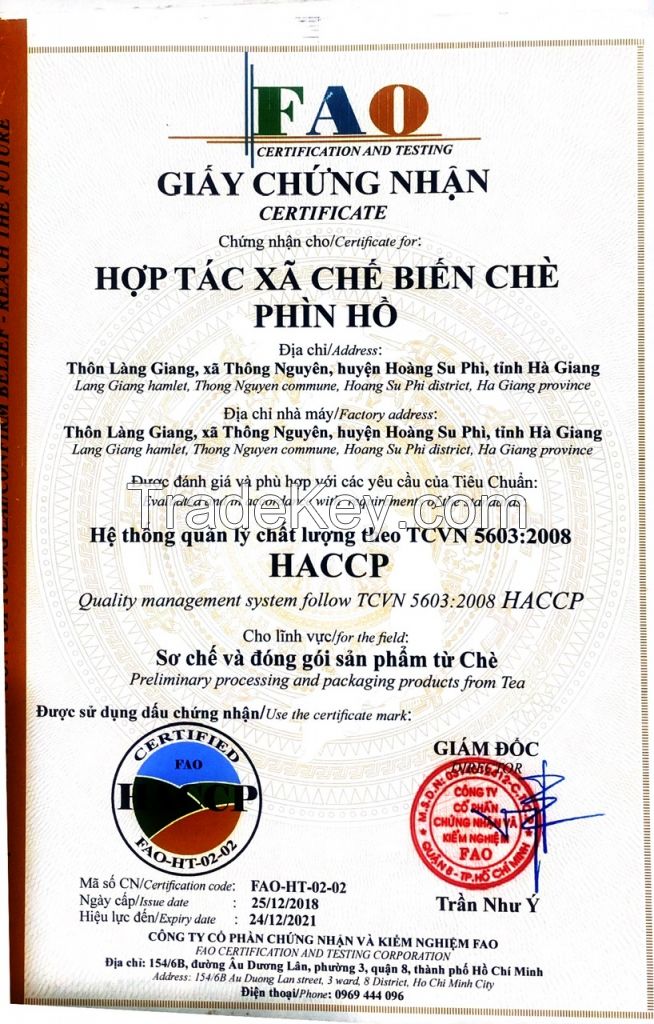 FAO
CERTIFICATION AND TESTING
GIẤY CHỨNG NHẬN
CERTIFICATE
Chứng nhận cho/Certificate for:
HỢP TÁC XÃ CHẾ BIẾN CHÈ
PHÌN HỒ
Địa chỉ/Address:
Thôn Làng Giang, xã Thông Nguyên, huyện Hoàng Su Phì, tỉnh Hà Giang
Lang Giang hamlet, Thong Nguyen commune, Hoang Su Phi district, Ha Giang province
Địa chỉ nhà máy/Factory address:
Thôn Làng Giang, xã Thông Nguyên, huyện Hoàng Su Phì, tỉnh Hà Giang
Lang Giang hamlet, Thong Nguyen commune, Hoang Su Phi district, Ha Giang province
Được đánh giá và phù hợp với các yêu cầu của Tiêu Chuẩn:
TradeKey.com
Hệ thống quản lý chất lượng theo TCVN 5603:2008
HACCP
Quality management system follow TCVN 5603:2008 HACCP
Cho lĩnh vực/for the field:
Sơ chế và đóng gói sản phẩm từ Chè
Preliminary processing and packaging products from Tea
Được sử dụng dấu chứng nhận/Use the certificate mark:
CERTIFIED
FAO
HACCP
FAO-HT-02-02
GIÁM ĐỐC
DIRECTOR
CÔNG TY
CỔ PHẦN
CHỨNG NHẬN VÀ
KIỂM NGHIỆM
FAO
QUẬN 8 - TP. HỒ CHÍ MINH
Trần Như Ý
Mã số CN/Certification code: FAO-HT-02-02
Ngày cấp/Issue date : 25/12/2018
Hiệu lực đến/Expiry date : 24/12/2021
CÔNG TY CỔ PHẦN CHỨNG NHẬN VÀ KIỂM NGHIỆM FAO
FAO CERTIFICATION AND TESTING CORPORATION
Địa chỉ: 154/6B, đường Âu Dương Lân, phường 3, quận 8, thành phố Hồ Chí Minh
Address: 154/6B Au Duong Lan street, 3 ward, 8 District, Ho Chi Minh City
Điện thoại/Phone: 0969 444 096
REACH THE FUTURE